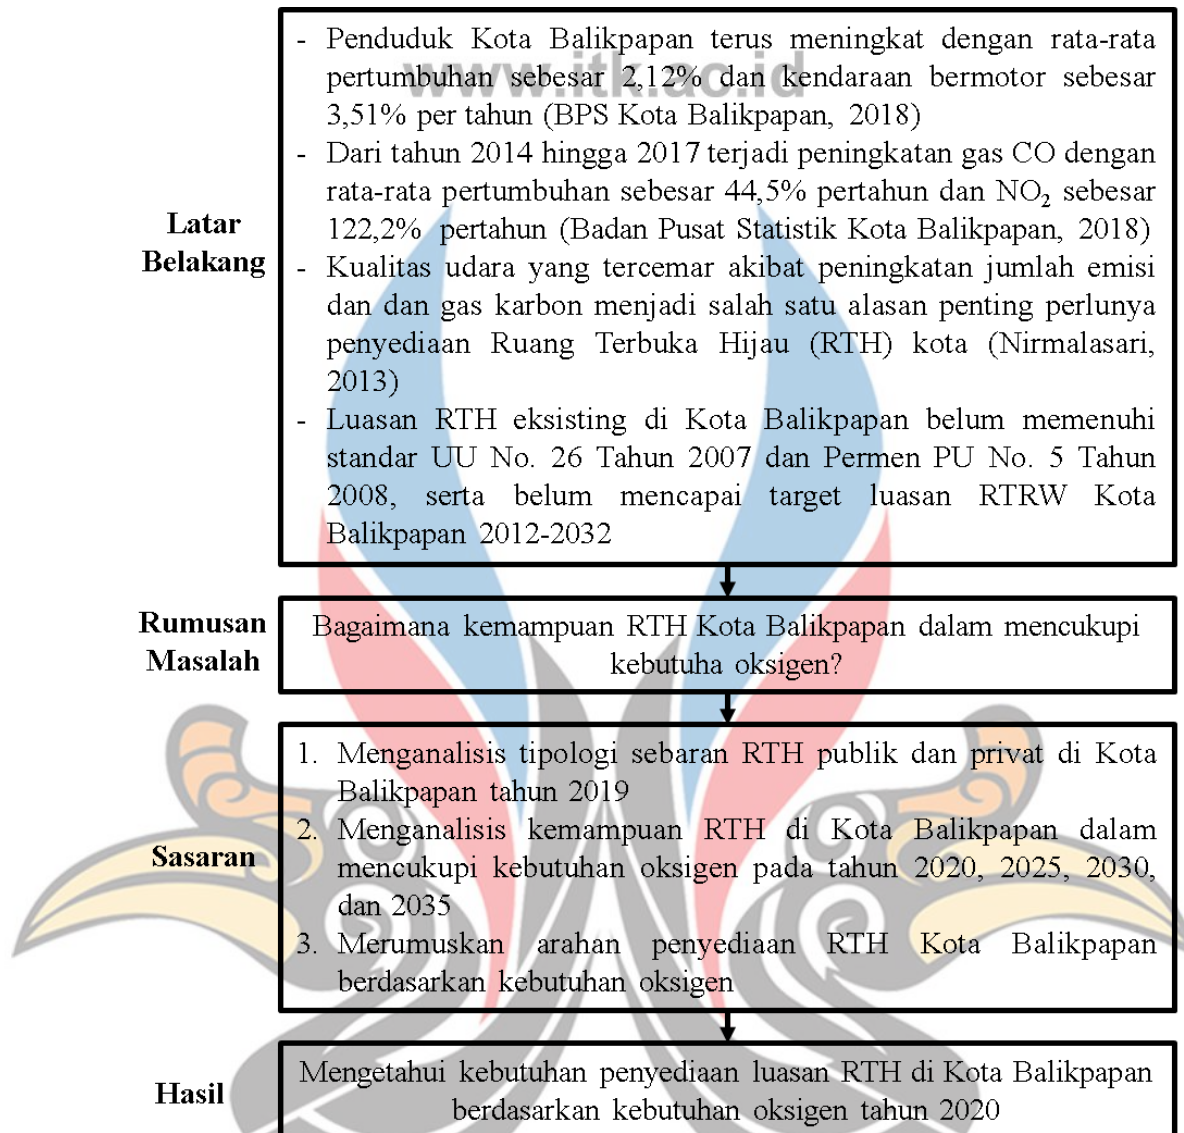 www.itk.ac.id
Latar
Belakang
- Penduduk Kota Balikpapan terus meningkat dengan rata-rata
pertumbuhan sebesar 2,12% dan kendaraan bermotor sebesar
3,51% per tahun (BPS Kota Balikpapan, 2018)
- Dari tahun 2014 hingga 2017 terjadi peningkatan gas CO dengan
rata-rata pertumbuhan sebesar 44,5% pertahun dan NO₂ sebesar
122,2% pertahun (Badan Pusat Statistik Kota Balikpapan, 2018)
- Kualitas udara yang tercemar akibat peningkatan jumlah emisi
dan dan gas karbon menjadi salah satu alasan penting perlunya
penyediaan Ruang Terbuka Hijau (RTH) kota (Nirmalasari,
2013)
- Luasan RTH eksisting di Kota Balikpapan belum memenuhi
standar UU No. 26 Tahun 2007 dan Permen PU No. 5 Tahun
2008, serta belum mencapai target luasan RTRW Kota
Balikpapan 2012-2032
Rumusan
Masalah
Bagaimana kemampuan RTH Kota Balikpapan dalam mencukupi
kebutuha oksigen?
Sasaran
1. Menganalisis tipologi sebaran RTH publik dan privat di Kota
Balikpapan tahun 2019
2. Menganalisis kemampuan RTH di Kota Balikpapan dalam
mencukupi kebutuhan oksigen pada tahun 2020, 2025, 2030,
dan 2035
3. Merumuskan arahan penyediaan RTH Kota Balikpapan
berdasarkan kebutuhan oksigen
Hasil
Mengetahui kebutuhan penyediaan luasan RTH di Kota Balikpapan
berdasarkan kebutuhan oksigen tahun 2020